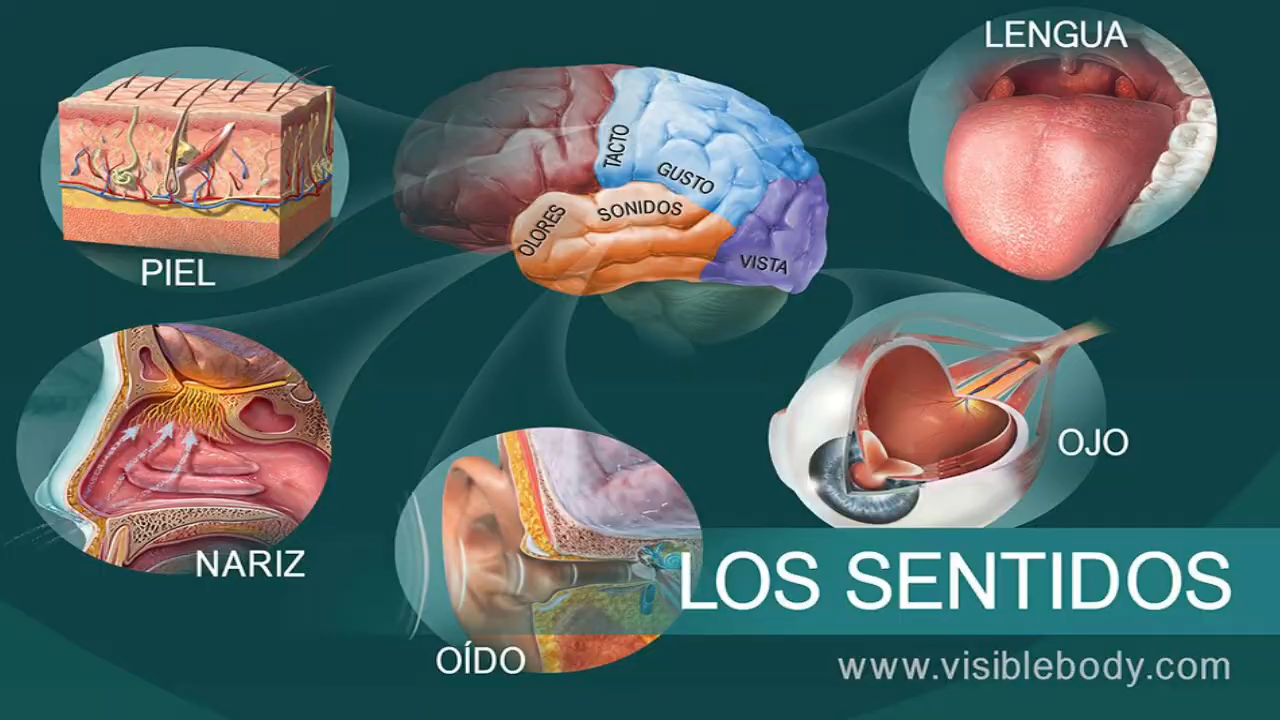 LENGUA
TACTO
GUSTO
OLORES
SONIDOS
VISTA
PIEL
OJO
NARIZ
LOS SENTIDOS
OÍDO
www.visiblebody.com